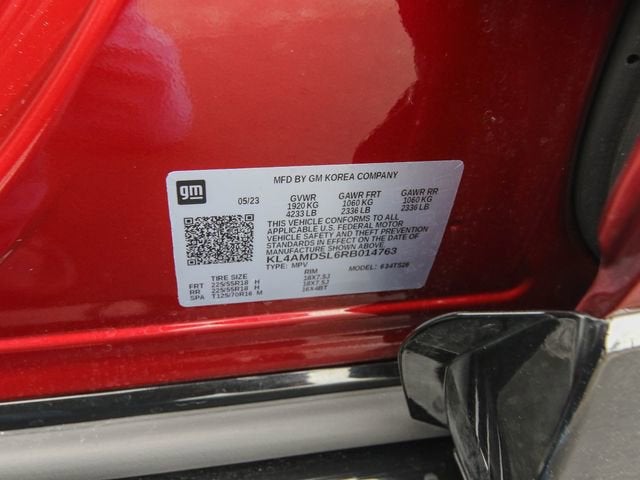 gm
MFD BY GM KOREA COMPANY
05/23 GVWR GAWR FRT GAWR RR
1920 KG 1060 KG 1060 KG
4233 LB 2336 LB 2336 LB
THIS VEHICLE CONFORMS TO ALL
APPLICABLE U.S. FEDERAL MOTOR
VEHICLE SAFETY AND THEFT PREVENTION
STANDARDS IN EFFECT ON THE DATE OF
MANUFACTURE SHOWN ABOVE.
KL4AMDSL6RB014763
TYPE: MPV MODEL: 634TS26
TIRE SIZE RIM
FRT 225/55R18 H 18X7.5J
RR 225/55R18 H 18X7.5J
SPA T125/70R16 M 16X4BT